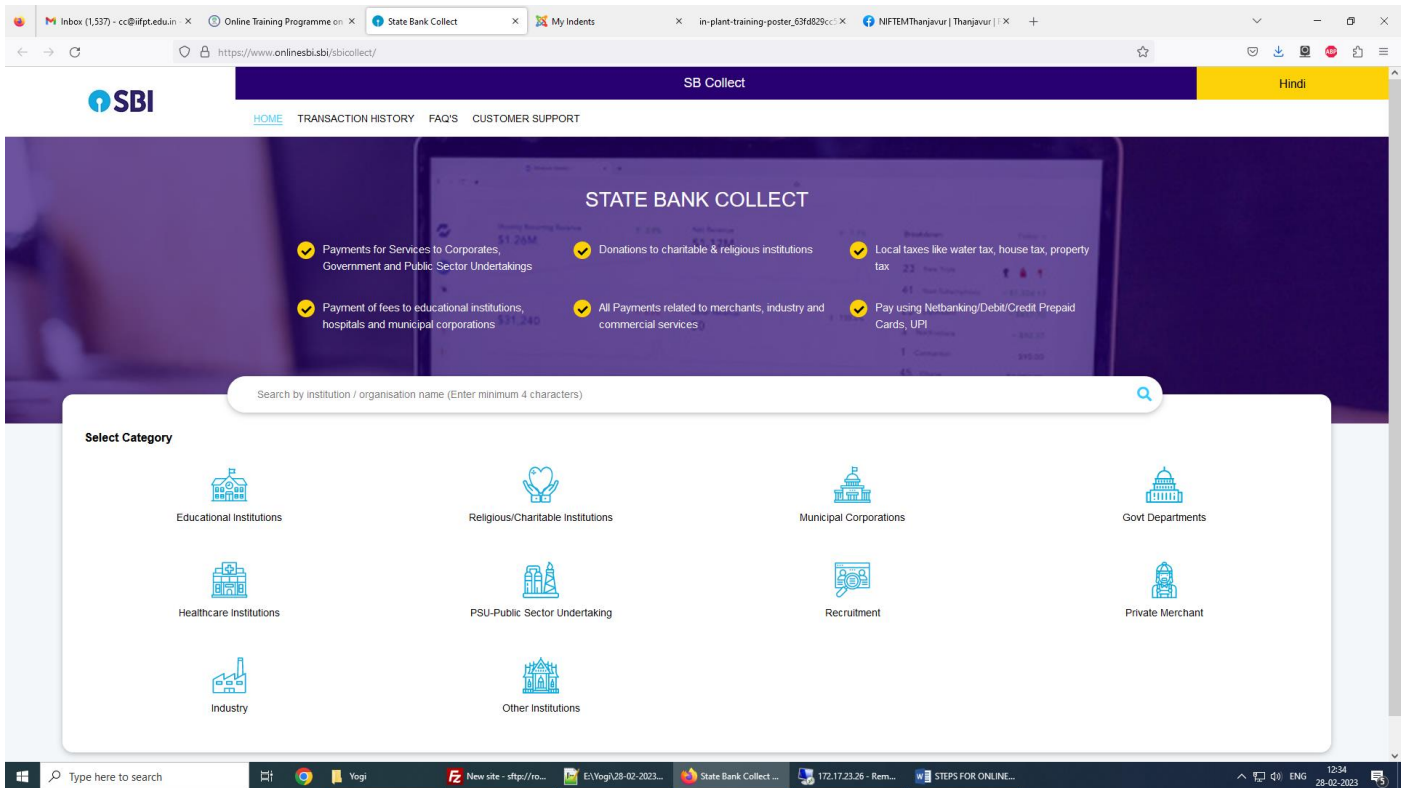 Inbox (1,537) - cc@iifpt.edu.in -
Online Training Programme on
State Bank Collect
My Indents
in-plant-training-poster_63fd829cc
NIFTEMThanjavur | Thanjavur |
https://www.onlinesbi.sbi/sbicollect/
ABP
SBI
SB Collect
Hindi
HOME TRANSACTION HISTORY FAQ'S CUSTOMER SUPPORT
STATE BANK COLLECT
Payments for Services to Corporates,
Government and Public Sector Undertakings
Donations to charitable & religious institutions
Local taxes like water tax, house tax, property
tax
Payment of fees to educational institutions,
hospitals and municipal corporations
All Payments related to merchants, industry and
commercial services
Pay using Netbanking/Debit/Credit Prepaid
Cards, UPI
$1.26M
$31,240
Search by institution / organisation name (Enter minimum 4 characters)
Select Category
Educational Institutions
Religious/Charitable Institutions
Municipal Corporations
Govt Departments
Healthcare Institutions
PSU-Public Sector Undertaking
Recruitment
Private Merchant
Industry
Other Institutions
Type here to search
Yogi
New site - sftp://ro...
E:\Yogi\28-02-2023...
State Bank Collect ...
172.17.23.26 - Rem...
STEPS FOR ONLINE...
ENG
12:34
28-02-2023
5